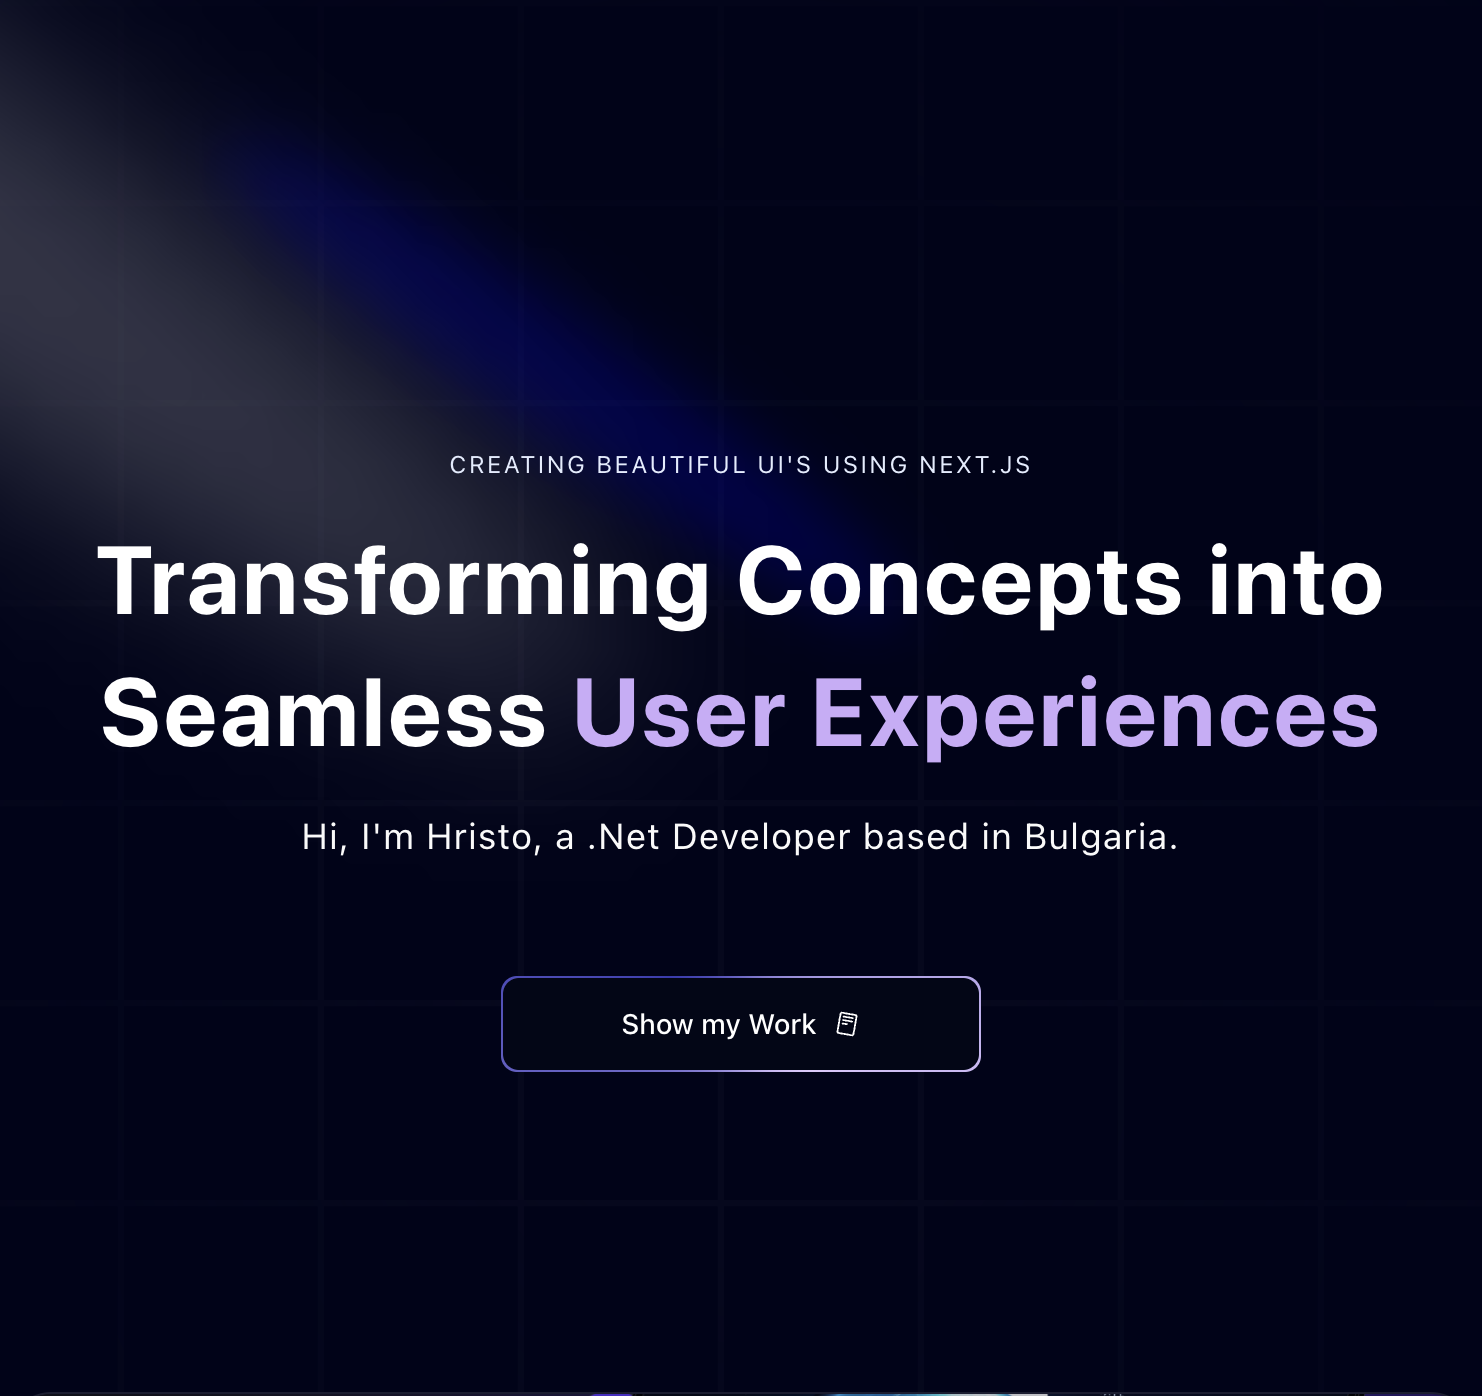 CREATING BEAUTIFUL UI'S USING NEXT.JS
Transforming Concepts into
Seamless User Experiences
Hi, I'm Hristo, a .Net Developer based in Bulgaria.
Show my Work